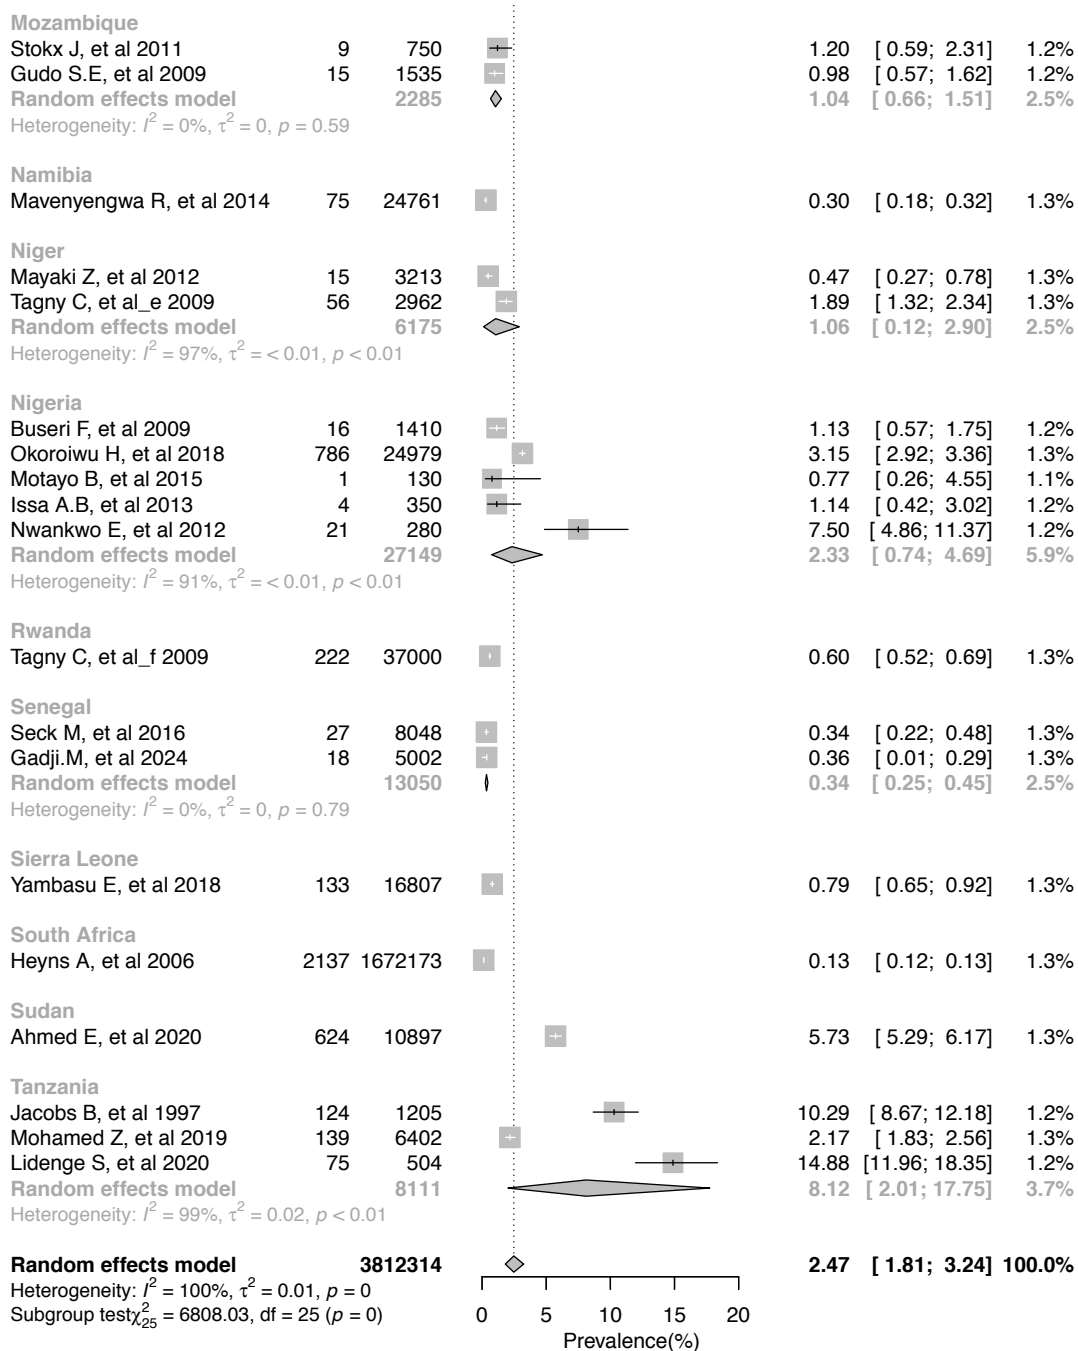 Mozambique
Stokx J, et al 2011 9 750 1.20 [ 0.59; 2.31] 1.2%
Gudo S.E, et al 2009 15 1535 0.98 [ 0.57; 1.62] 1.2%
Random effects model 2285 1.04 [ 0.66; 1.51] 2.5%
Heterogeneity: I² = 0%, τ² = 0, p = 0.59
Namibia
Mavenyengwa R, et al 2014 75 24761 0.30 [ 0.18; 0.32] 1.3%
Niger
Mayaki Z, et al 2012 15 3213 0.47 [ 0.27; 0.78] 1.3%
Tagny C, et al_e 2009 56 2962 1.89 [ 1.32; 2.34] 1.3%
Random effects model 6175 1.06 [ 0.12; 2.90] 2.5%
Heterogeneity: I² = 97%, τ² = < 0.01, p < 0.01
Nigeria
Buseri F, et al 2009 16 1410 1.13 [ 0.57; 1.75] 1.2%
Okoroiwu H, et al 2018 786 24979 3.15 [ 2.92; 3.36] 1.3%
Motayo B, et al 2015 1 130 0.77 [ 0.26; 4.55] 1.1%
Issa A.B, et al 2013 4 350 1.14 [ 0.42; 3.02] 1.2%
Nwankwo E, et al 2012 21 280 7.50 [ 4.86; 11.37] 1.2%
Random effects model 27149 2.33 [ 0.74; 4.69] 5.9%
Heterogeneity: I² = 91%, τ² = < 0.01, p < 0.01
Rwanda
Tagny C, et al_f 2009 222 37000 0.60 [ 0.52; 0.69] 1.3%
Senegal
Seck M, et al 2016 27 8048 0.34 [ 0.22; 0.48] 1.3%
Gadji.M, et al 2024 18 5002 0.36 [ 0.01; 0.29] 1.3%
Random effects model 13050 0.34 [ 0.25; 0.45] 2.5%
Heterogeneity: I² = 0%, τ² = 0, p = 0.79
Sierra Leone
Yambasu E, et al 2018 133 16807 0.79 [ 0.65; 0.92] 1.3%
South Africa
Heyns A, et al 2006 2137 1672173 0.13 [ 0.12; 0.13] 1.3%
Sudan
Ahmed E, et al 2020 624 10897 5.73 [ 5.29; 6.17] 1.3%
Tanzania
Jacobs B, et al 1997 124 1205 10.29 [ 8.67; 12.18] 1.2%
Mohamed Z, et al 2019 139 6402 2.17 [ 1.83; 2.56] 1.3%
Lidenge S, et al 2020 75 504 14.88 [11.96; 18.35] 1.2%
Random effects model 8111 8.12 [ 2.01; 17.75] 3.7%
Heterogeneity: I² = 99%, τ² = 0.02, p < 0.01
Random effects model 3812314 2.47 [ 1.81; 3.24] 100.0%
Heterogeneity: I² = 100%, τ² = 0.01, p = 0
Subgroup testχ²₂₅ = 6808.03, df = 25 (p = 0)
0 5 10 15 20
Prevalence(%)